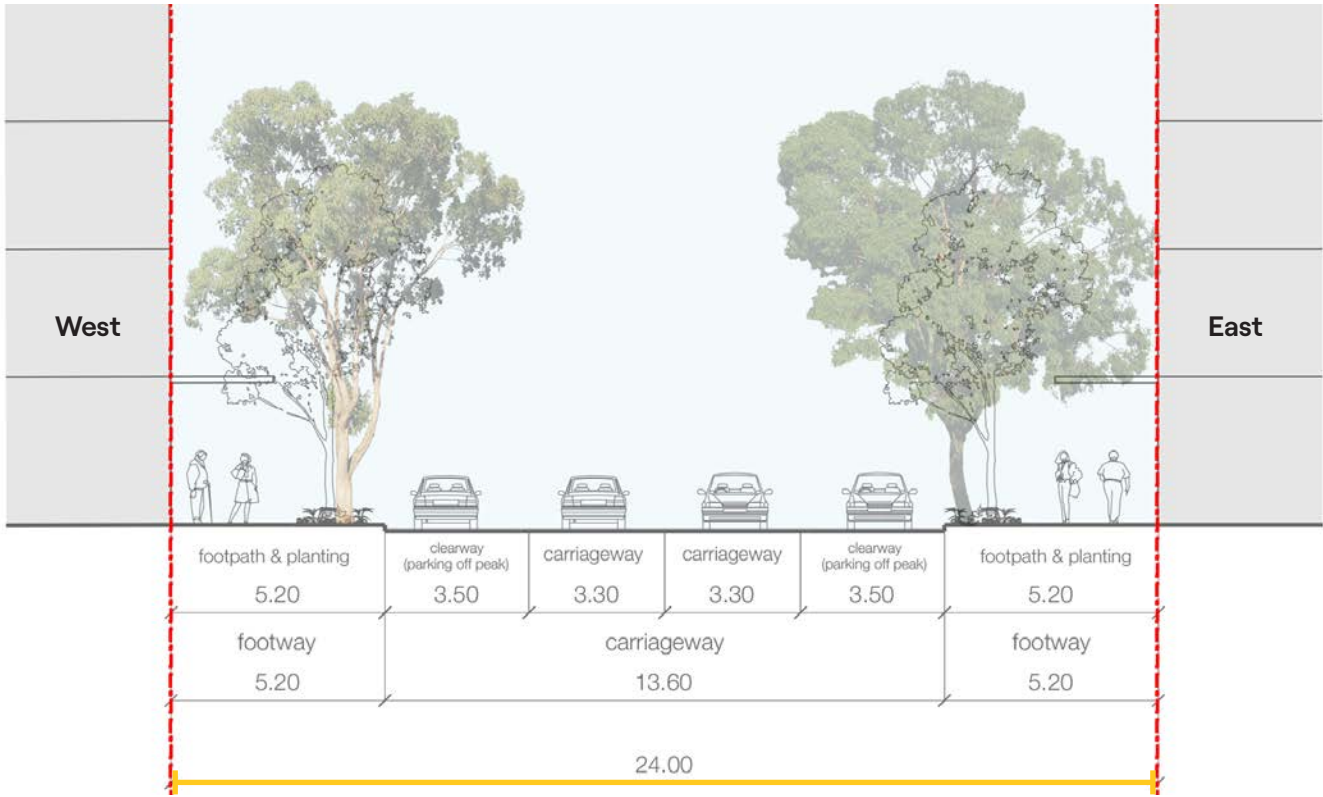 West
East
footpath & planting
clearway
(parking off peak)
carriageway
carriageway
clearway
(parking off peak)
footpath & planting
5.20
3.50
3.30
3.30
3.50
5.20
footway
carriageway
footway
5.20
13.60
5.20
24.00